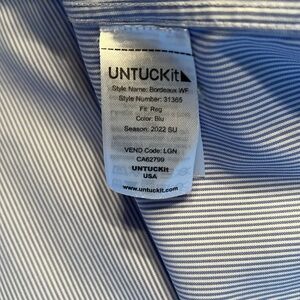 UNTUCKit
Style Name: Bordeaux WF
Style Number: 31365
Fit: Reg
Color: Blu
Season: 2022 SU
VEND Code: LGN
CA62799
UNTUCKit
USA
www.untuckit.com